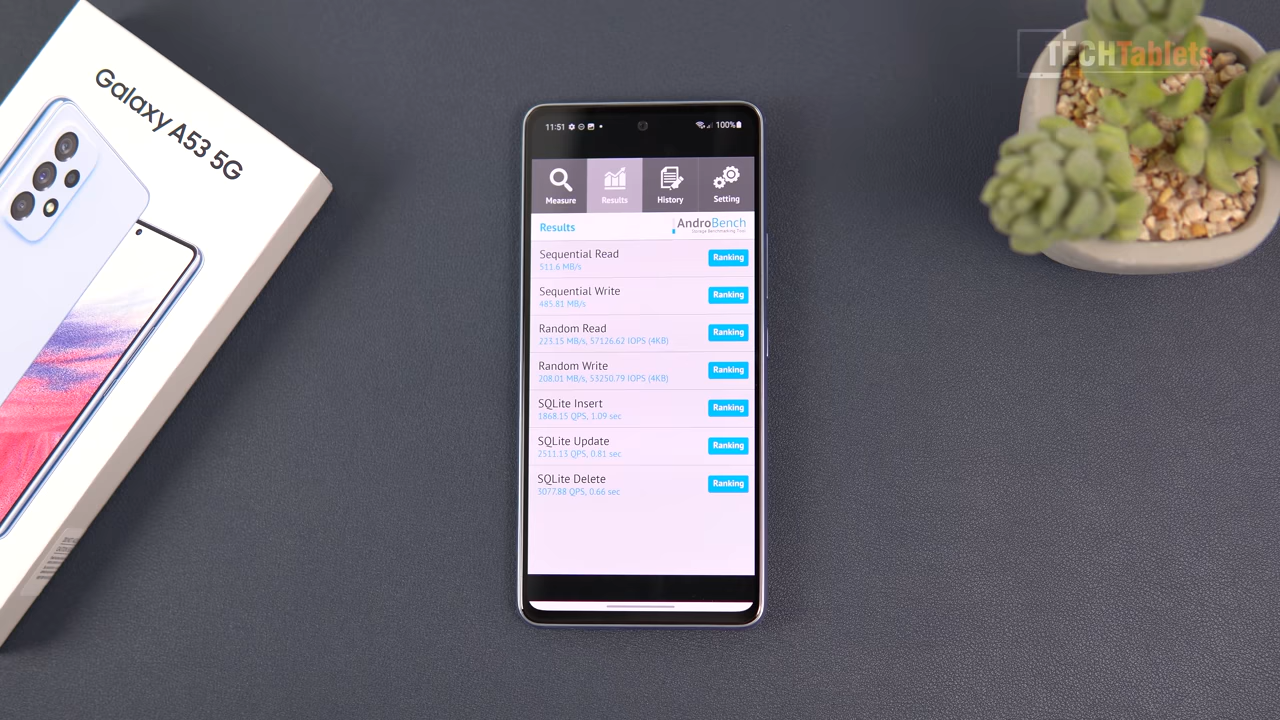 Galaxy A53 5G
TECHTablets
11:51
100%
Measure
Results
History
Setting
Results
AndroBench
Storage Benchmarking Tool
Sequential Read
511.6 MB/s
Ranking
Sequential Write
485.81 MB/s
Ranking
Random Read
223.15 MB/s, 57126.62 IOPS (4KB)
Ranking
Random Write
208.01 MB/s, 53250.79 IOPS (4KB)
Ranking
SQLite Insert
1868.15 QPS, 1.09 sec
Ranking
SQLite Update
2511.13 QPS, 0.81 sec
Ranking
SQLite Delete
3077.88 QPS, 0.66 sec
Ranking